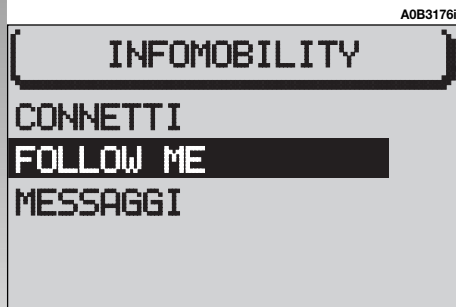 A0B3176i
INFOMOBILITY
CONNETTI
FOLLOW ME
MESSAGGI